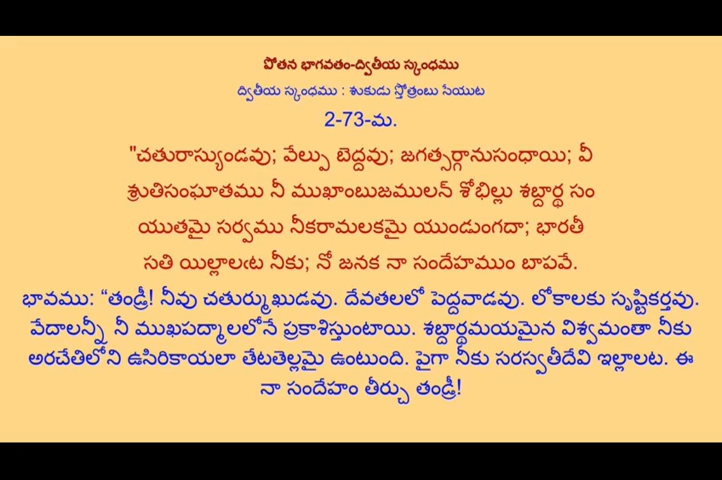 పోతన భాగవతం-ద్వితీయ స్కంధము
ద్వితీయ స్కంధము : శుకుడు స్తోత్రంబు సేయుట
2-73-మ.
"చతురాస్యుండవు; వేల్పు టెద్దవు; జగత్సర్గానుసంధాయి; వీ
శ్రుతిసంఘాతము నీ ముఖాంబుజములన్ శోభిల్లు శబ్దార్థ సం
యుతమై సర్వము నీకరామలకమై యుండుంగదా; భారతీ
సతి యిల్లాలఁట నీకు; నో జనక నా సందేహముం బాపవే.
భావము: “తండ్రీ! నీవు చతుర్ముఖుడవు. దేవతలలో పెద్దవాడవు. లోకాలకు సృష్టికర్తవు.
వేదాలన్నీ నీ ముఖపద్మాలలోనే ప్రకాశిస్తుంటాయి. శబ్దార్థమయమైన విశ్వమంతా నీకు
అరచేతిలోని ఉసిరికాయలా తేటతెల్లమై ఉంటుంది. పైగా నీకు సరస్వతీదేవి ఇల్లాలట. ఈ
నా సందేహం తీర్చు తండ్రీ!